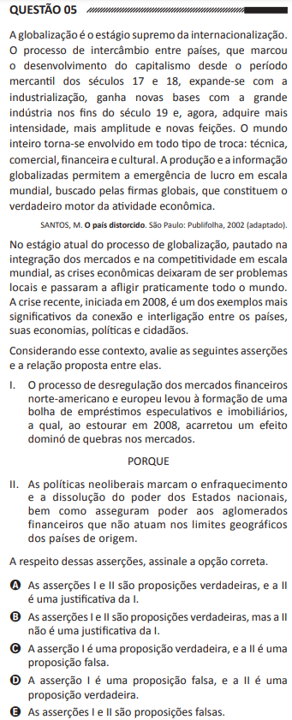 QUESTÃO 05
A globalização é o estágio supremo da internacionalização.
O processo de intercâmbio entre países, que marcou
o desenvolvimento do capitalismo desde o período
mercantil dos séculos 17 e 18, expande-se com a
industrialização, ganha novas bases com a grande
indústria nos fins do século 19 e, agora, adquire mais
intensidade, mais amplitude e novas feições. O mundo
inteiro torna-se envolvido em todo tipo de troca: técnica,
comercial, financeira e cultural. A produção e a informação
globalizadas permitem a emergência de lucro em escala
mundial, buscado pelas firmas globais, que constituem o
verdadeiro motor da atividade econômica.
SANTOS, M. O país distorcido. São Paulo: Publifolha, 2002 (adaptado).
No estágio atual do processo de globalização, pautado na
integração dos mercados e na competitividade em escala
mundial, as crises econômicas deixaram de ser problemas
locais e passaram a afligir praticamente todo o mundo.
A crise recente, iniciada em 2008, é um dos exemplos mais
significativos da conexão e interligação entre os países,
suas economias, políticas e cidadãos.
Considerando esse contexto, avalie as seguintes asserções
e a relação proposta entre elas.
I. O processo de desregulação dos mercados financeiros
norte-americano e europeu levou à formação de uma
bolha de empréstimos especulativos e imobiliários,
a qual, ao estourar em 2008, acarretou um efeito
dominó de quebras nos mercados.
PORQUE
II. As políticas neoliberais marcam o enfraquecimento
e a dissolução do poder dos Estados nacionais,
bem como asseguram poder aos aglomerados
financeiros que não atuam nos limites geográficos
dos países de origem.
A respeito dessas asserções, assinale a opção correta.
A As asserções I e II são proposições verdadeiras, e a II
é uma justificativa da I.
B As asserções I e II são proposições verdadeiras, mas a II
não é uma justificativa da I.
C A asserção I é uma proposição verdadeira, e a II é uma
proposição falsa.
D A asserção I é uma proposição falsa, e a II é uma
proposição verdadeira.
E As asserções I e II são proposições falsas.